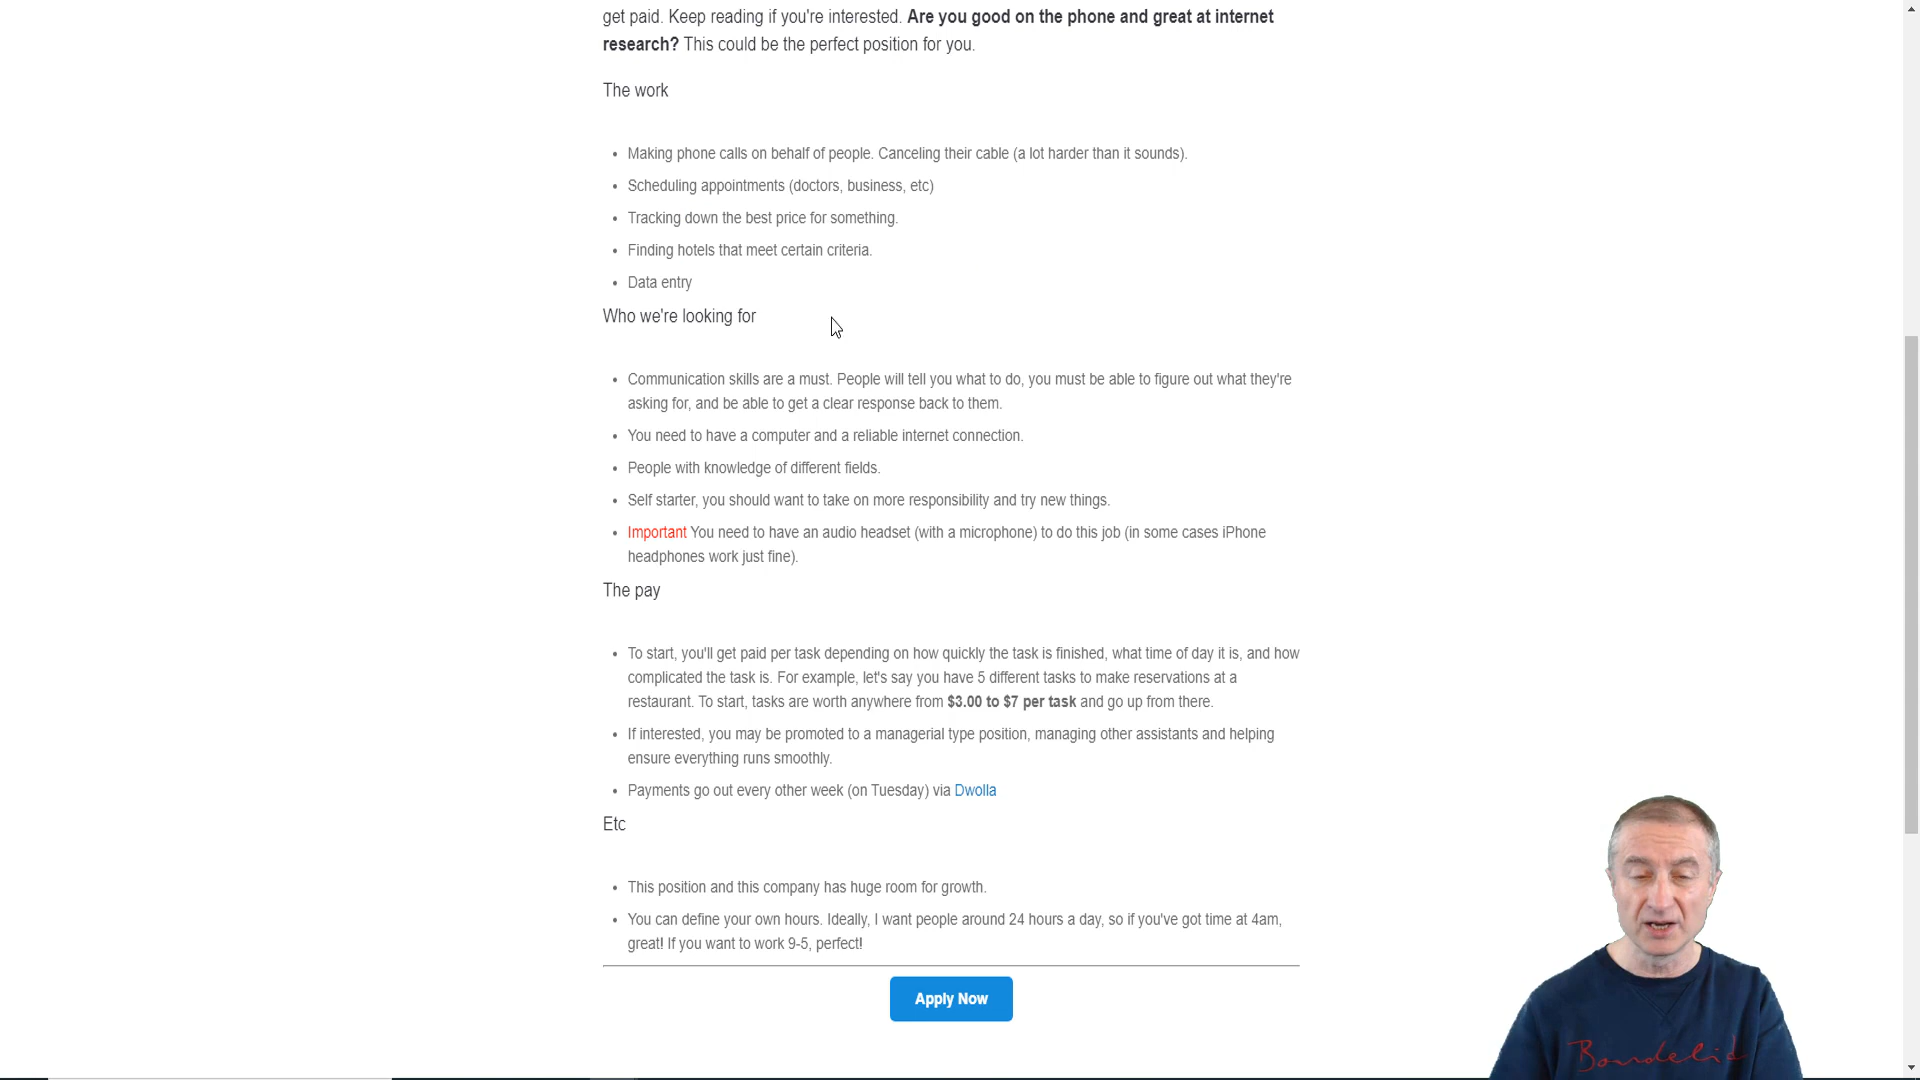 get paid. Keep reading if you're interested. Are you good on the phone and great at internet
research? This could be the perfect position for you.
The work
• Making phone calls on behalf of people. Canceling their cable (a lot harder than it sounds).
• Scheduling appointments (doctors, business, etc)
• Tracking down the best price for something.
• Finding hotels that meet certain criteria.
• Data entry
Who we're looking for
• Communication skills are a must. People will tell you what to do, you must be able to figure out what they're
asking for, and be able to get a clear response back to them.
• You need to have a computer and a reliable internet connection.
• People with knowledge of different fields.
• Self starter, you should want to take on more responsibility and try new things.
• Important You need to have an audio headset (with a microphone) to do this job (in some cases iPhone
headphones work just fine).
The pay
• To start, you'll get paid per task depending on how quickly the task is finished, what time of day it is, and how
complicated the task is. For example, let's say you have 5 different tasks to make reservations at a
restaurant. To start, tasks are worth anywhere from $3.00 to $7 per task and go up from there.
• If interested, you may be promoted to a managerial type position, managing other assistants and helping
ensure everything runs smoothly.
• Payments go out every other week (on Tuesday) via Dwolla
Etc
• This position and this company has huge room for growth.
• You can define your own hours. Ideally, I want people around 24 hours a day, so if you've got time at 4am,
great! If you want to work 9-5, perfect!
Apply Now